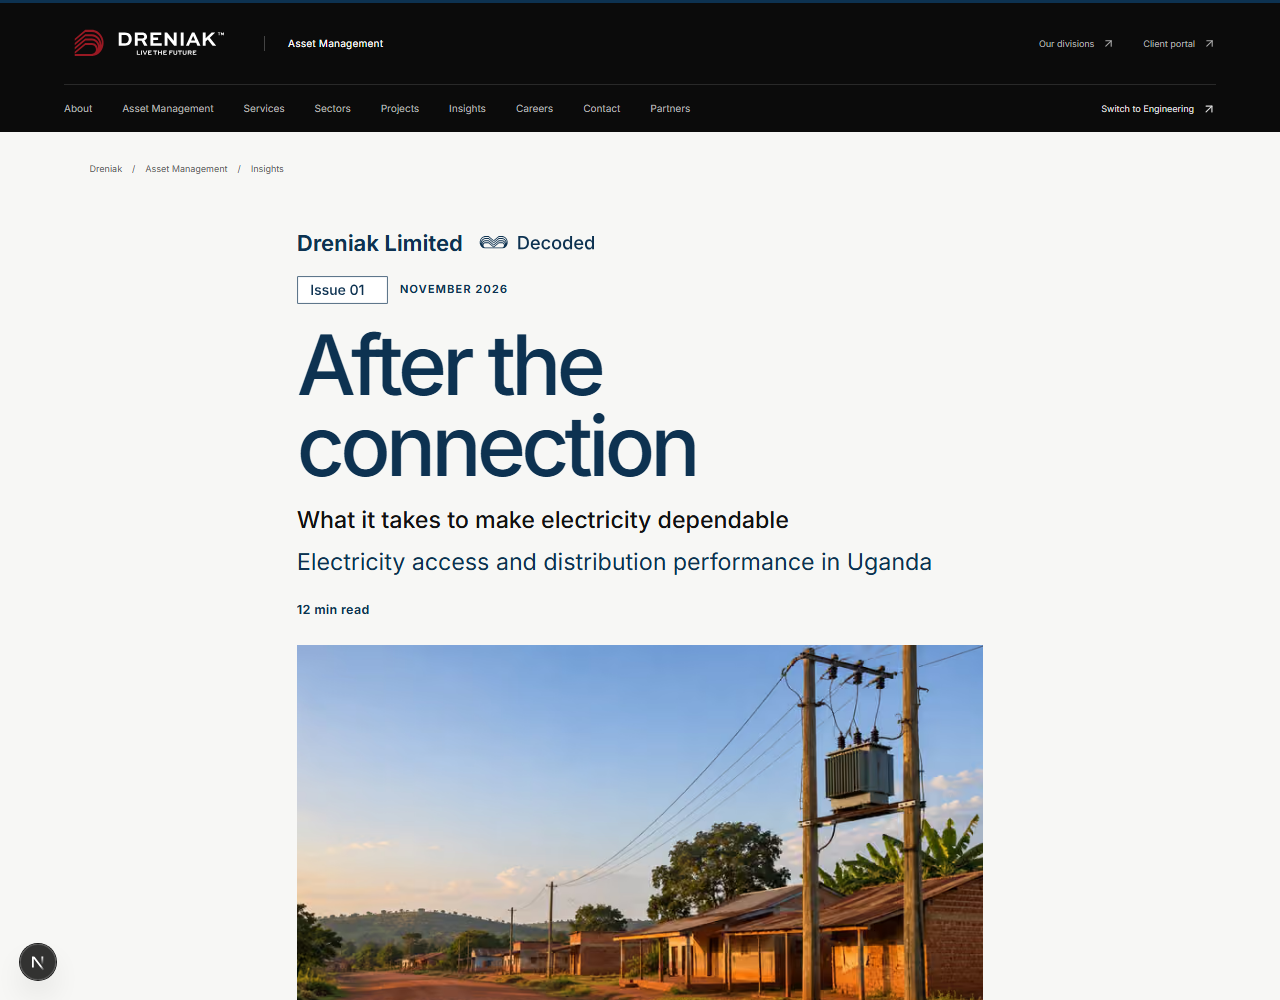 DRENIAK™
LIVE THE FUTURE
Asset Management
Our divisions
Client portal
About
Asset Management
Services
Sectors
Projects
Insights
Careers
Contact
Partners
Switch to Engineering
Dreniak / Asset Management / Insights
Dreniak Limited
Decoded
Issue 01
NOVEMBER 2026
After the
connection
What it takes to make electricity dependable
Electricity access and distribution performance in Uganda
12 min read
N